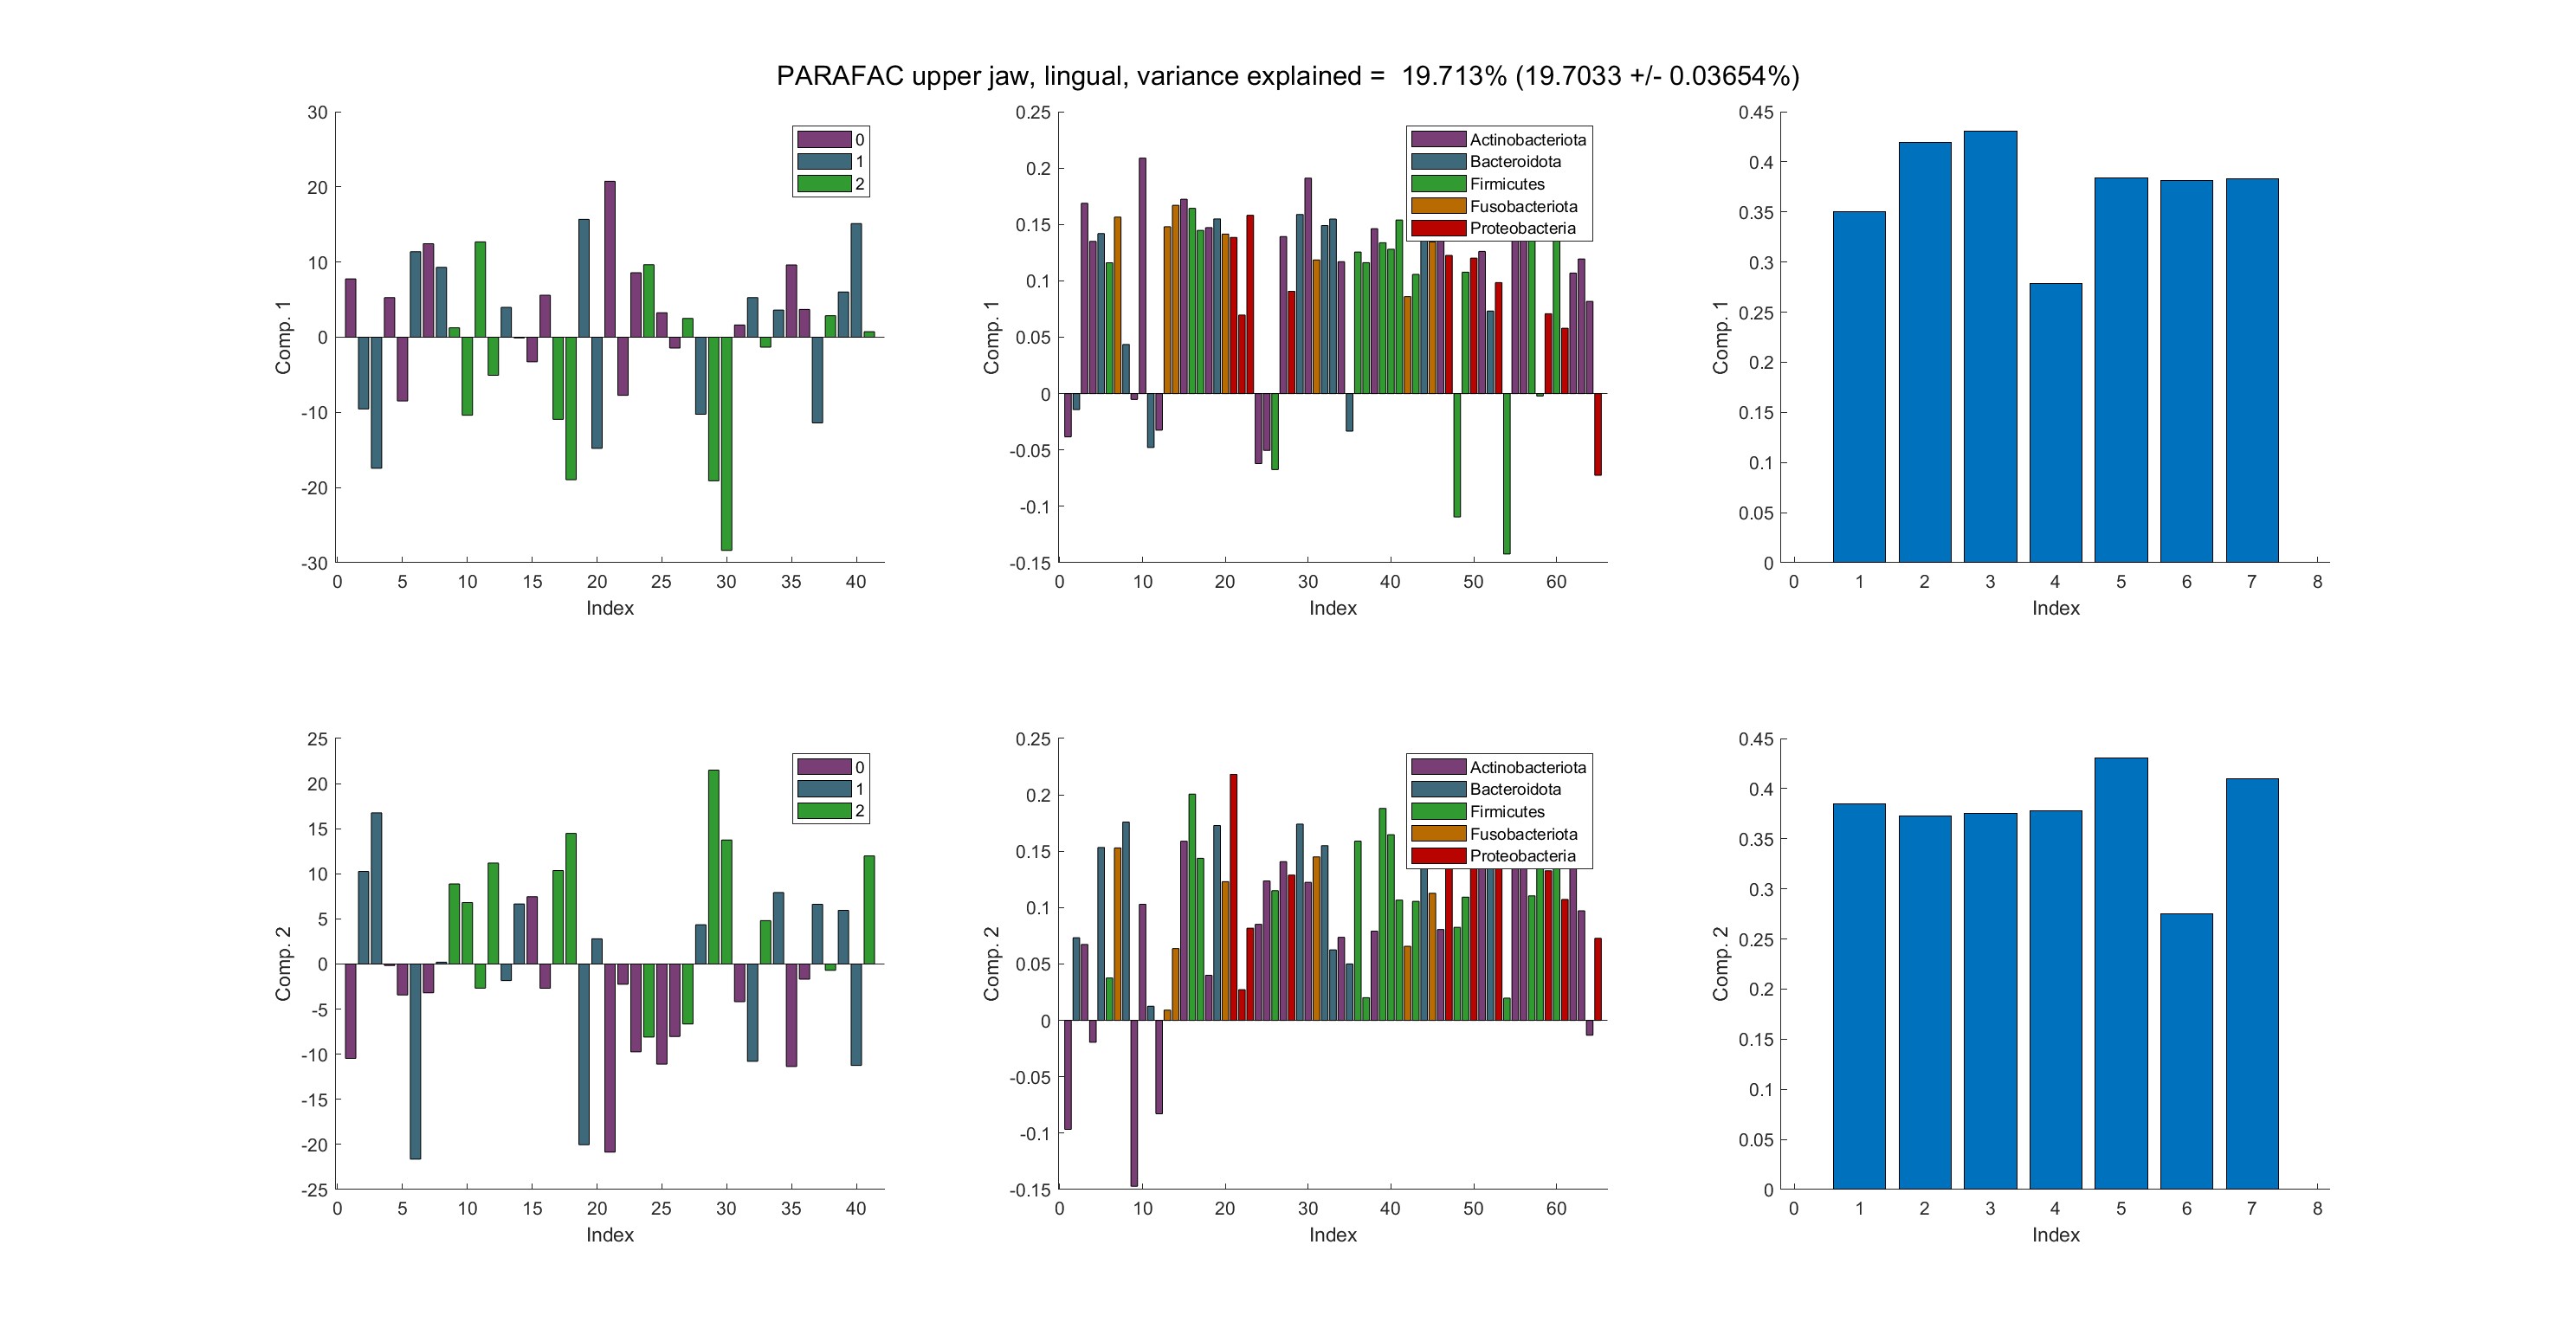 PARAFAC upper jaw, lingual, variance explained =  19.713% (19.7033 +/- 0.03654%)
30
20
10
0
-10
-20
-30
Comp. 1
0 5 10 15 20 25 30 35 40
Index
0
1
2
0.25
0.2
0.15
0.1
0.05
0
-0.05
-0.1
-0.15
Comp. 1
0 10 20 30 40 50 60
Index
Actinobacteriota
Bacteroidota
Firmicutes
Fusobacteriota
Proteobacteria
0.45
0.4
0.35
0.3
0.25
0.2
0.15
0.1
0.05
0
Comp. 1
0 1 2 3 4 5 6 7 8
Index
25
20
15
10
5
0
-5
-10
-15
-20
-25
Comp. 2
0 5 10 15 20 25 30 35 40
Index
0
1
2
0.25
0.2
0.15
0.1
0.05
0
-0.05
-0.1
-0.15
Comp. 2
0 10 20 30 40 50 60
Index
Actinobacteriota
Bacteroidota
Firmicutes
Fusobacteriota
Proteobacteria
0.45
0.4
0.35
0.3
0.25
0.2
0.15
0.1
0.05
0
Comp. 2
0 1 2 3 4 5 6 7 8
Index